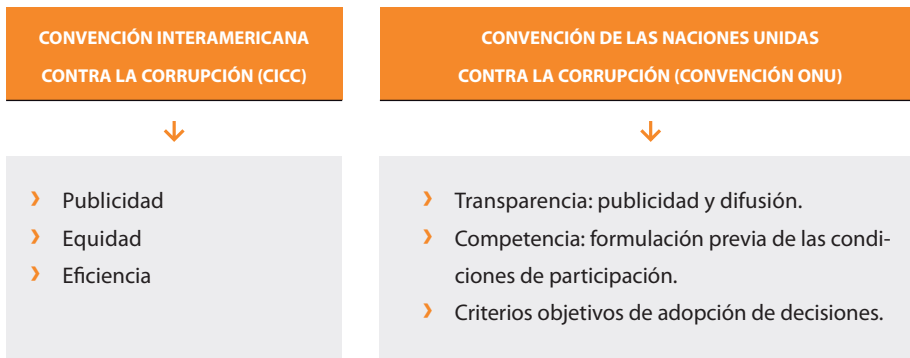 CONVENCIÓN INTERAMERICANA
CONTRA LA CORRUPCIÓN (CICC)
Publicidad
Equidad
Eficiencia
CONVENCIÓN DE LAS NACIONES UNIDAS
CONTRA LA CORRUPCIÓN (CONVENCIÓN ONU)
Transparencia: publicidad y difusión.
Competencia: formulación previa de las condi-
ciones de participación.
Criterios objetivos de adopción de decisiones.